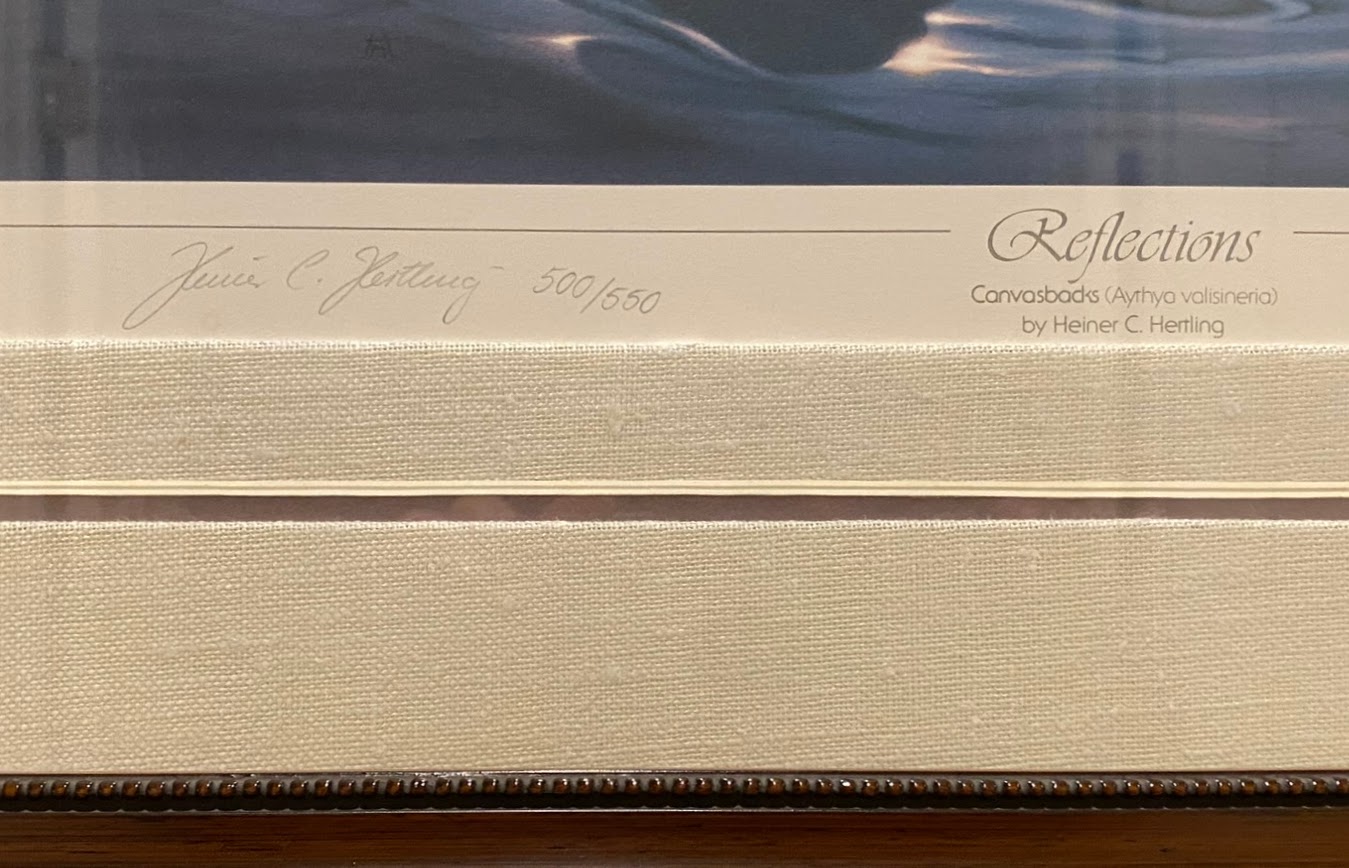 Reflections
Heiner C. Hertling 500/550
Canvasbacks (Aythya valisineria)
by Heiner C. Hertling